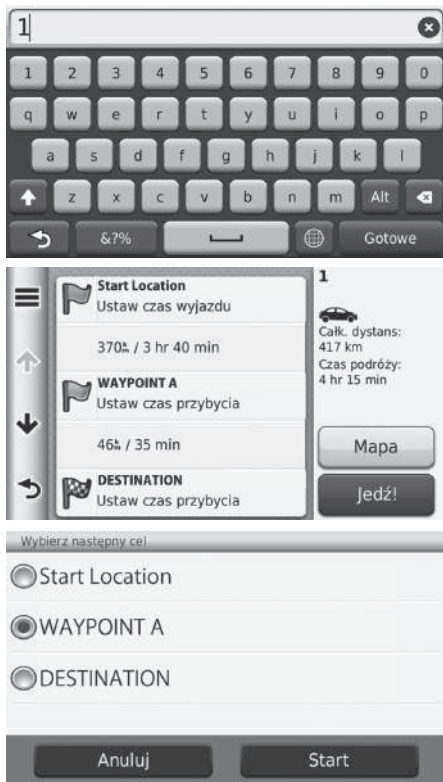 1
1 2 3 4 5 6 7 8 9 0
q w e r t y u i o p
a s d f g h j k l
z x c v b n m Alt
&?% Gotowe
Start Location
Ustaw czas wyjazdu
370km / 3 hr 40 min
WAYPOINT A
Ustaw czas przybycia
46km / 35 min
DESTINATION
Ustaw czas przybycia
1
Całk. dystans:
417 km
Czas podróży:
4 hr 15 min
Mapa
Jedź!
Wybierz następny cel
Start Location
WAYPOINT A
DESTINATION
Anuluj Start